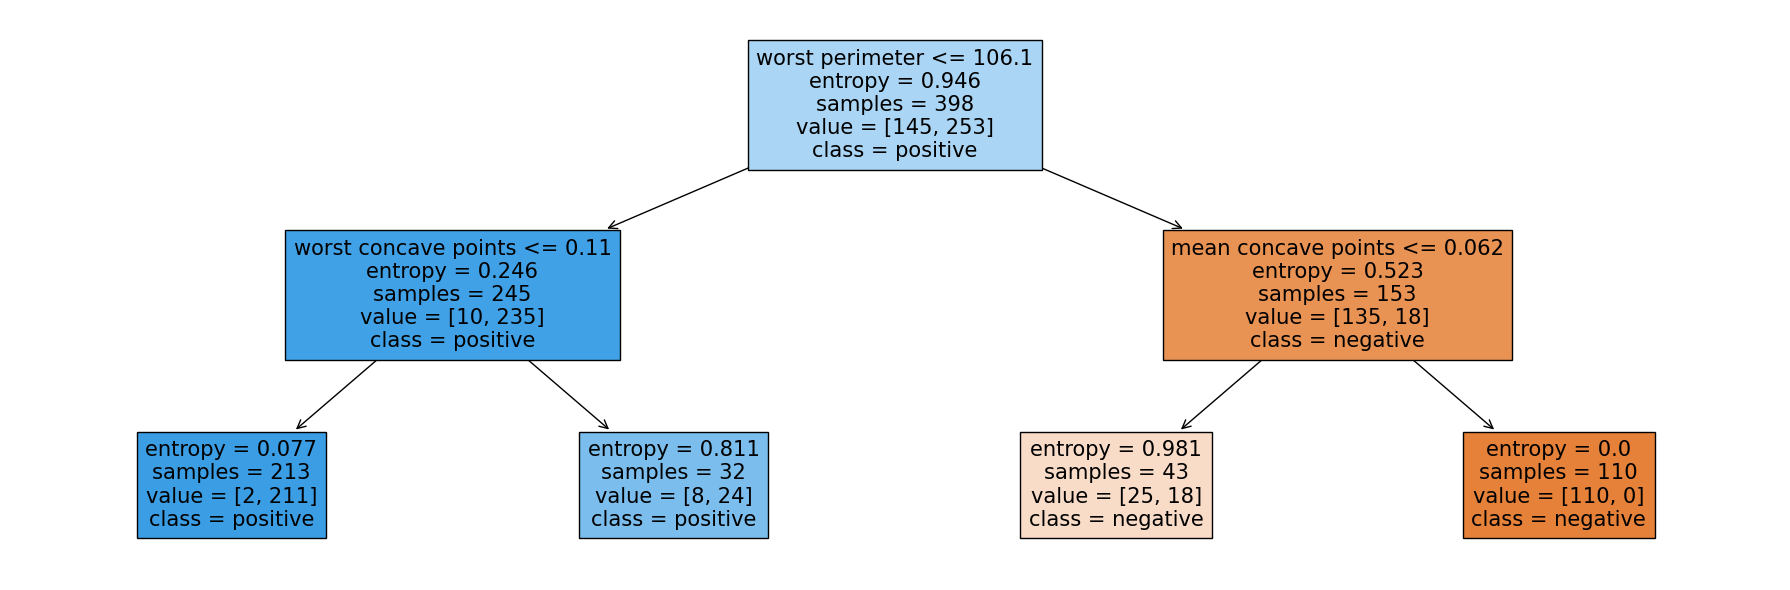 worst perimeter <= 106.1
entropy = 0.946
samples = 398
value = [145, 253]
class = positive
worst concave points <= 0.11
entropy = 0.246
samples = 245
value = [10, 235]
class = positive
mean concave points <= 0.062
entropy = 0.523
samples = 153
value = [135, 18]
class = negative
entropy = 0.077
samples = 213
value = [2, 211]
class = positive
entropy = 0.811
samples = 32
value = [8, 24]
class = positive
entropy = 0.981
samples = 43
value = [25, 18]
class = negative
entropy = 0.0
samples = 110
value = [110, 0]
class = negative